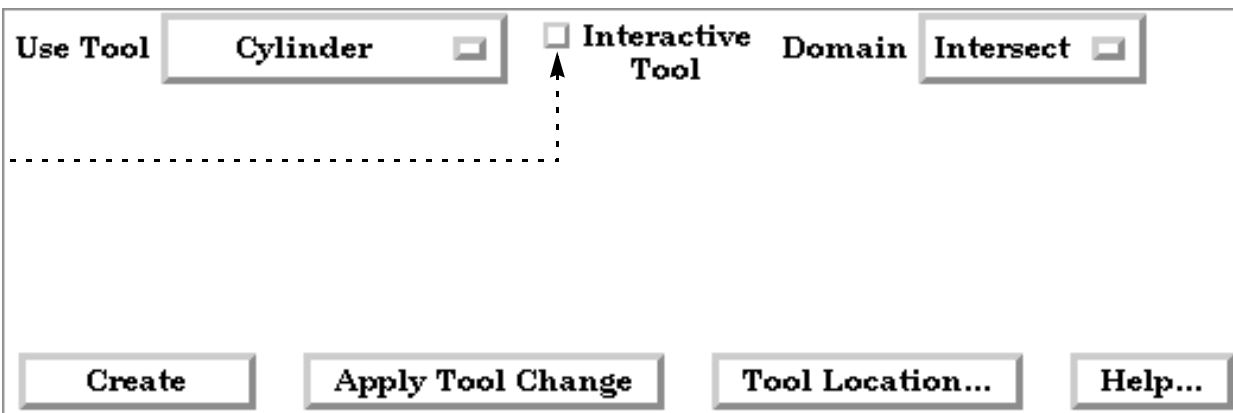 Use Tool Cylinder Interactive Tool Domain Intersect
Create Apply Tool Change Tool Location... Help...